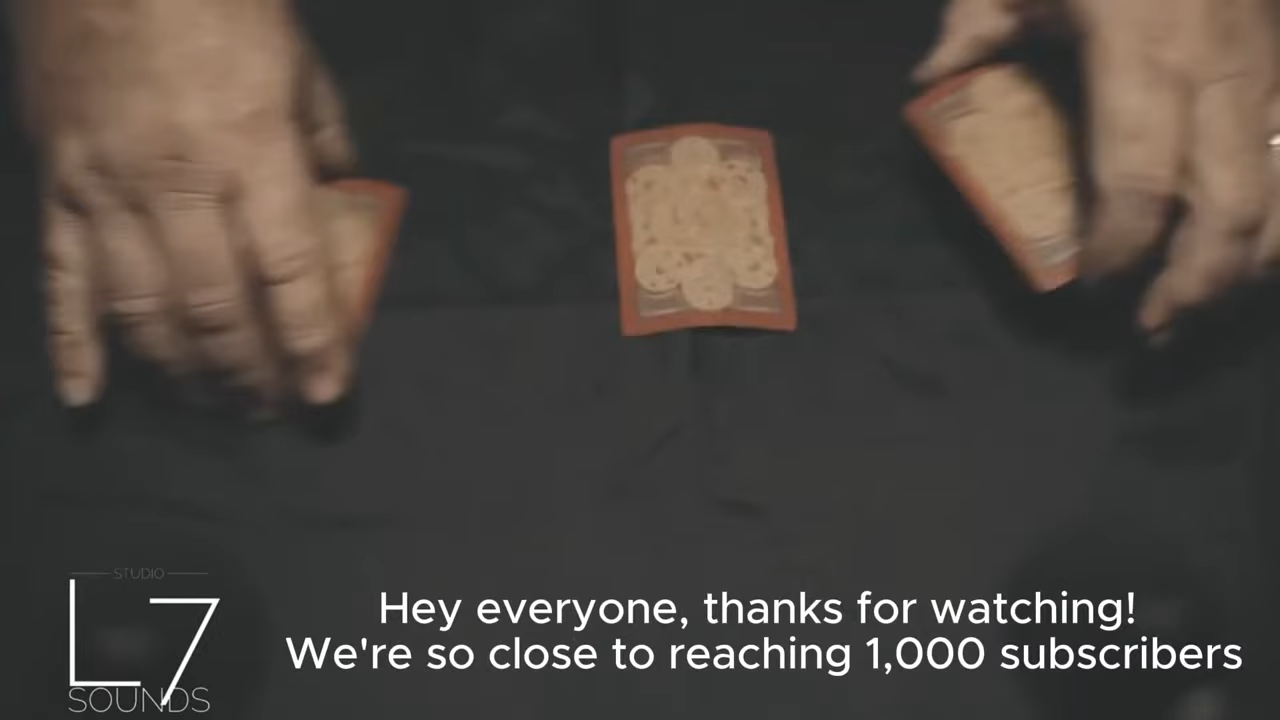 STUDIO
L7
SOUNDS
Hey everyone, thanks for watching!
We're so close to reaching 1,000 subscribers